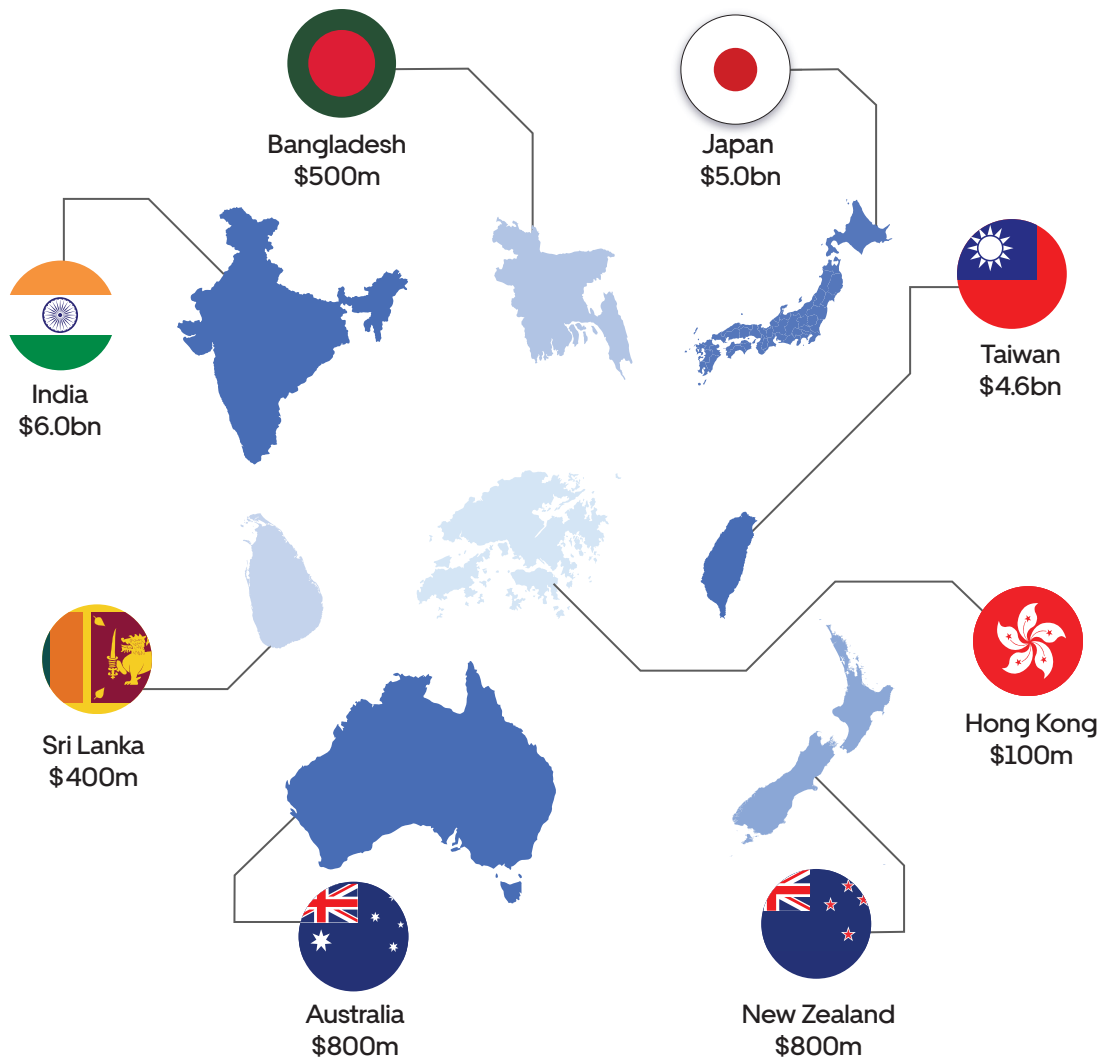 Bangladesh
$500m
Japan
$5.0bn
India
$6.0bn
Taiwan
$4.6bn
Sri Lanka
$400m
Hong Kong
$100m
Australia
$800m
New Zealand
$800m